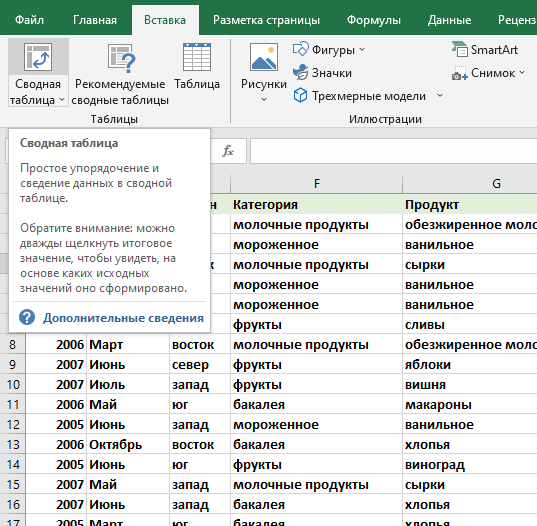 Файл Главная Вставка Разметка страницы Формулы Данные Реценз
Сводная таблица
Рекомендуемые сводные таблицы
Таблица
Рисунки
Фигуры
Значки
Трехмерные модели
SmartArt
Снимок
Таблицы
Иллюстрации
Сводная таблица
Простое упорядочение и
сведение данных в сводной
таблице.
Обратите внимание: можно
дважды щелкнуть итоговое
значение, чтобы увидеть, на
основе каких исходных
значений оно сформировано.
? Дополнительные сведения
fx
F G
н Категория Продукт
молочные продукты обезжиренное моло
мороженное ванильное
к молочные продукты сырки
мороженное ванильное
мороженное ванильное
фрукты сливы
8 2006 Март восток молочные продукты обезжиренное моло
9 2007 Июнь север фрукты яблоки
10 2007 Июль запад фрукты вишня
11 2006 Май юг бакалея макароны
12 2005 Июнь запад мороженное ванильное
13 2006 Октябрь восток бакалея хлопья
14 2005 Июнь юг фрукты виноград
15 2007 Май запад молочные продукты сырки
16 2007 Июнь запад бакалея хлопья
17 2005 Март юг бакалея хлопья